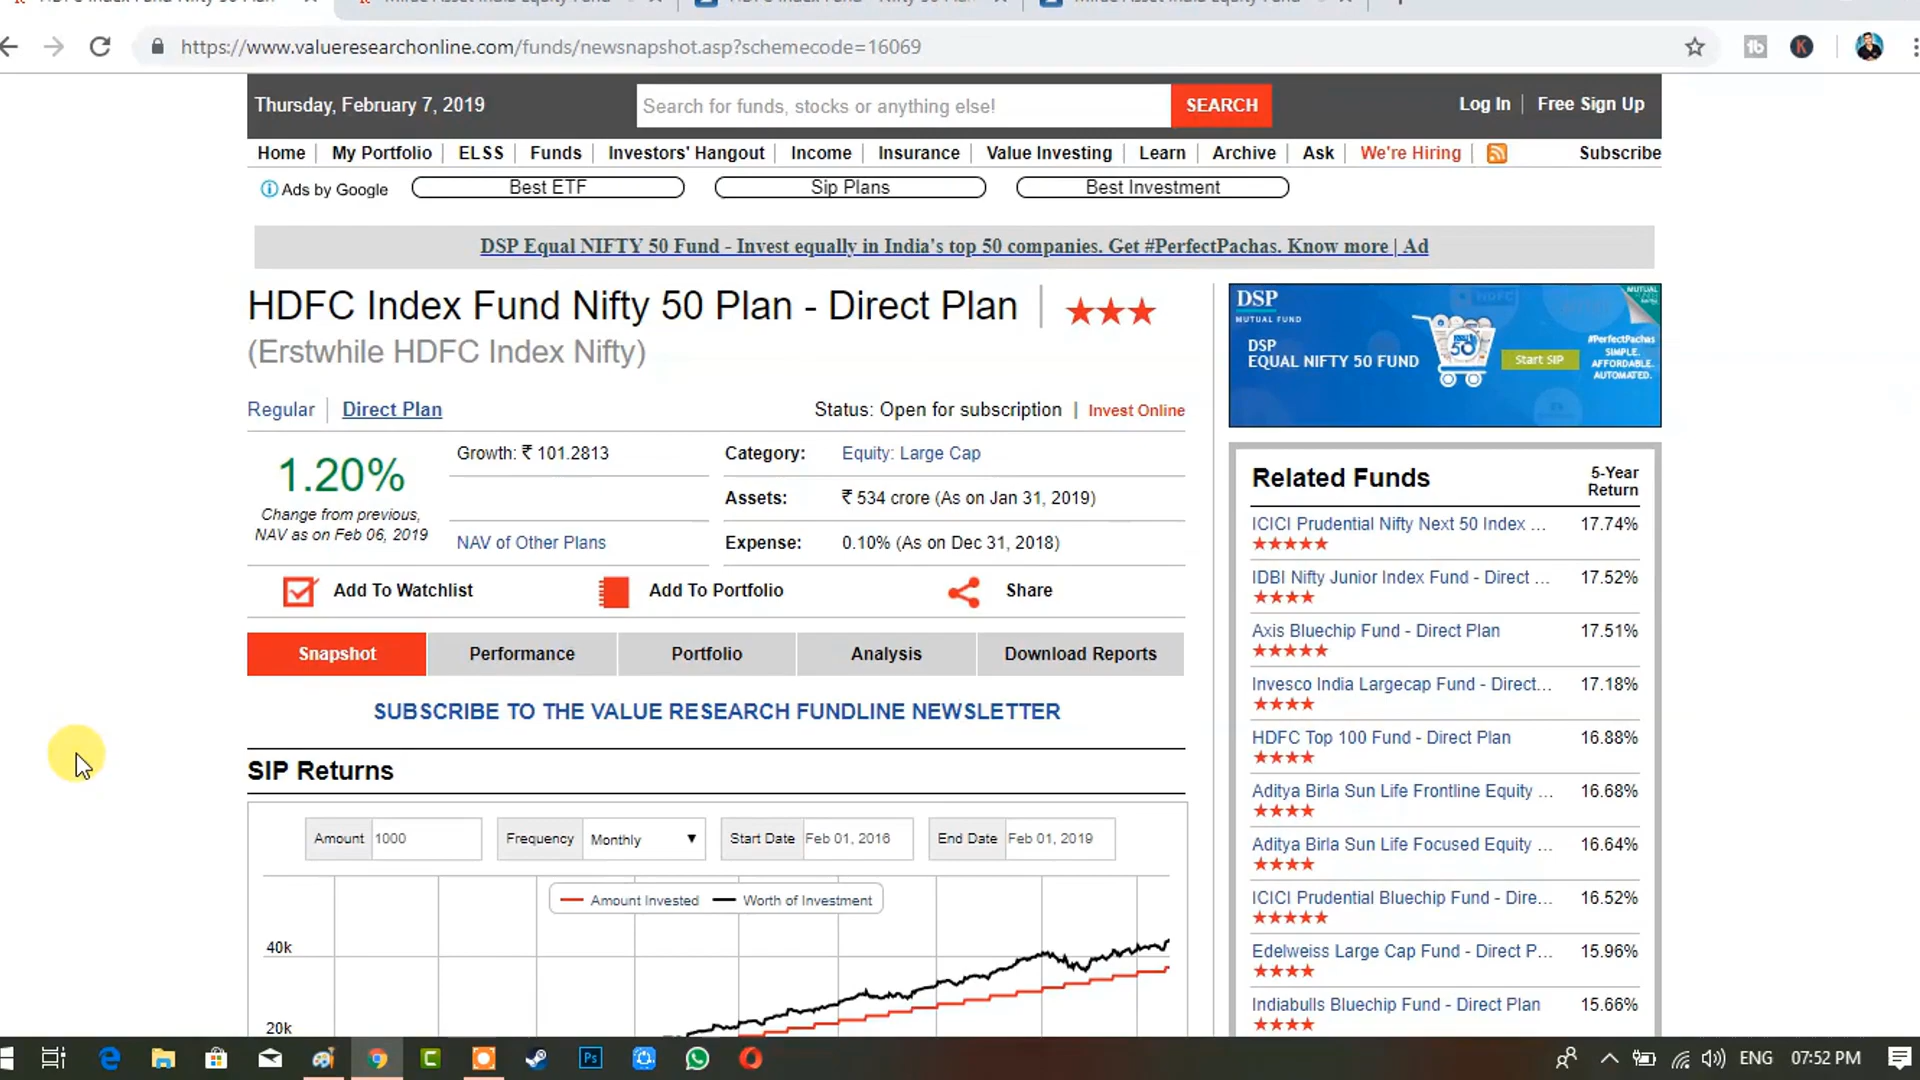 https://www.valueresearchonline.com/funds/newsnapshot.asp?schemecode=16069
Thursday, February 7, 2019
Search for funds, stocks or anything else!
SEARCH
Log In
Free Sign Up
Home
My Portfolio
ELSS
Funds
Investors' Hangout
Income
Insurance
Value Investing
Learn
Archive
Ask
We're Hiring
Subscribe
Ads by Google
Best ETF
Sip Plans
Best Investment
DSP Equal NIFTY 50 Fund - Invest equally in India's top 50 companies. Get #PerfectPachas. Know more | Ad
HDFC Index Fund Nifty 50 Plan - Direct Plan
(Erstwhile HDFC Index Nifty)
Regular
Direct Plan
Status: Open for subscription | Invest Online
1.20%
Change from previous,
NAV as on Feb 06, 2019
Growth: ₹ 101.2813
NAV of Other Plans
Category: Equity: Large Cap
Assets: ₹ 534 crore (As on Jan 31, 2019)
Expense: 0.10% (As on Dec 31, 2018)
Add To Watchlist
Add To Portfolio
Share
Snapshot
Performance
Portfolio
Analysis
Download Reports
SUBSCRIBE TO THE VALUE RESEARCH FUNDLINE NEWSLETTER
SIP Returns
Amount 1000
Frequency Monthly
Start Date Feb 01, 2016
End Date Feb 01, 2019
Amount Invested
Worth of Investment
40k
20k
DSP
MUTUAL FUND
DSP
EQUAL NIFTY 50 FUND
50
Start SIP
#PerfectPachas
SIMPLE.
AFFORDABLE.
AUTOMATED.
Related Funds
5-Year
Return
ICICI Prudential Nifty Next 50 Index ... 17.74%
IDBI Nifty Junior Index Fund - Direct ... 17.52%
Axis Bluechip Fund - Direct Plan 17.51%
Invesco India Largecap Fund - Direct... 17.18%
HDFC Top 100 Fund - Direct Plan 16.88%
Aditya Birla Sun Life Frontline Equity ... 16.68%
Aditya Birla Sun Life Focused Equity ... 16.64%
ICICI Prudential Bluechip Fund - Dire... 16.52%
Edelweiss Large Cap Fund - Direct P... 15.96%
Indiabulls Bluechip Fund - Direct Plan 15.66%
ENG
07:52 PM